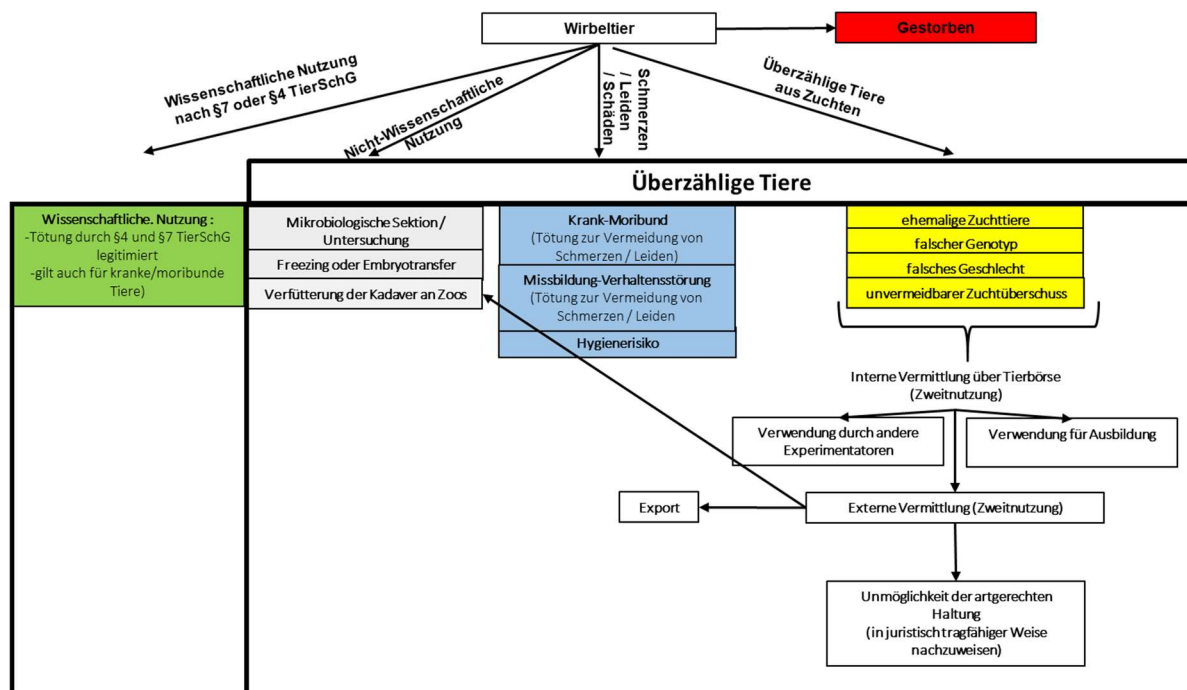 Wirbeltier
Gestorben
Wissenschaftliche Nutzung
nach §7 oder §4 TierSchG
Nicht-Wissenschaftliche
Nutzung
Schmerzen
/ Leiden
/ Schäden
Überzählige Tiere
aus Zuchten
Überzählige Tiere
Wissenschaftliche. Nutzung :
-Tötung durch §4 und §7 TierSchG
legitimiert
-gilt auch für kranke/moribunde
Tiere)
Mikrobiologische Sektion /
Untersuchung
Freezing oder Embryotransfer
Verfütterung der Kadaver an Zoos
Krank-Moribund
(Tötung zur Vermeidung von
Schmerzen / Leiden)
Missbildung-Verhaltensstörung
(Tötung zur Vermeidung von
Schmerzen / Leiden
Hygienerisiko
ehemalige Zuchttiere
falscher Genotyp
falsches Geschlecht
unvermeidbarer Zuchtüberschuss
Interne Vermittlung über Tierbörse
(Zweitnutzung)
Verwendung durch andere
Experimentatoren
Verwendung für Ausbildung
Export
Externe Vermittlung (Zweitnutzung)
Unmöglichkeit der artgerechten
Haltung
(in juristisch tragfähiger Weise
nachzuweisen)